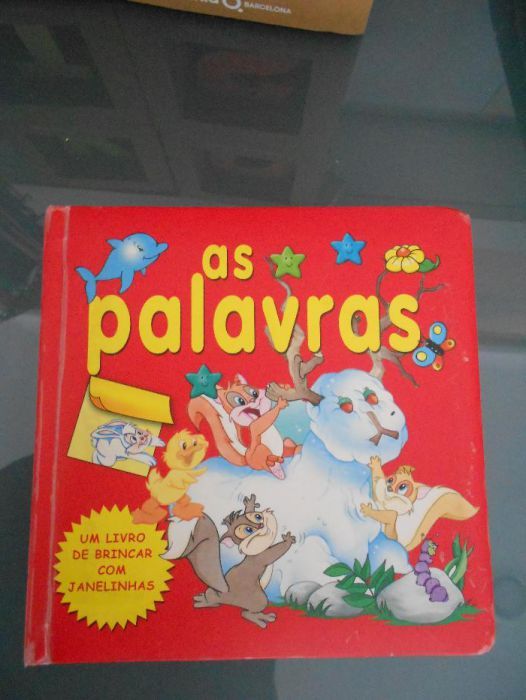 BARCELONA
as
palavras
UM LIVRO
DE BRINCAR
COM
JANELINHAS